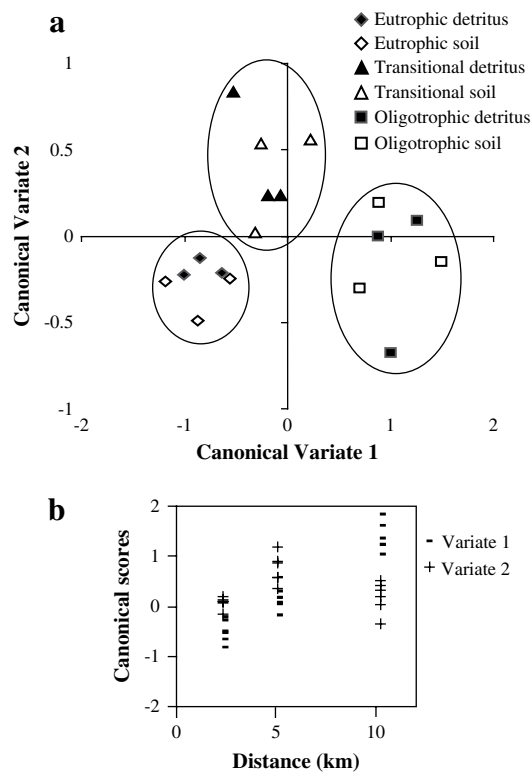 a
Eutrophic detritus
Eutrophic soil
Transitional detritus
Transitional soil
Oligotrophic detritus
Oligotrophic soil
Canonical Variate 2
1
0.5
0
-0.5
-1
-2
-1
0
1
2
Canonical Variate 1
b
Canonical scores
2
1
0
-1
-2
0
5
10
Distance (km)
Variate 1
Variate 2